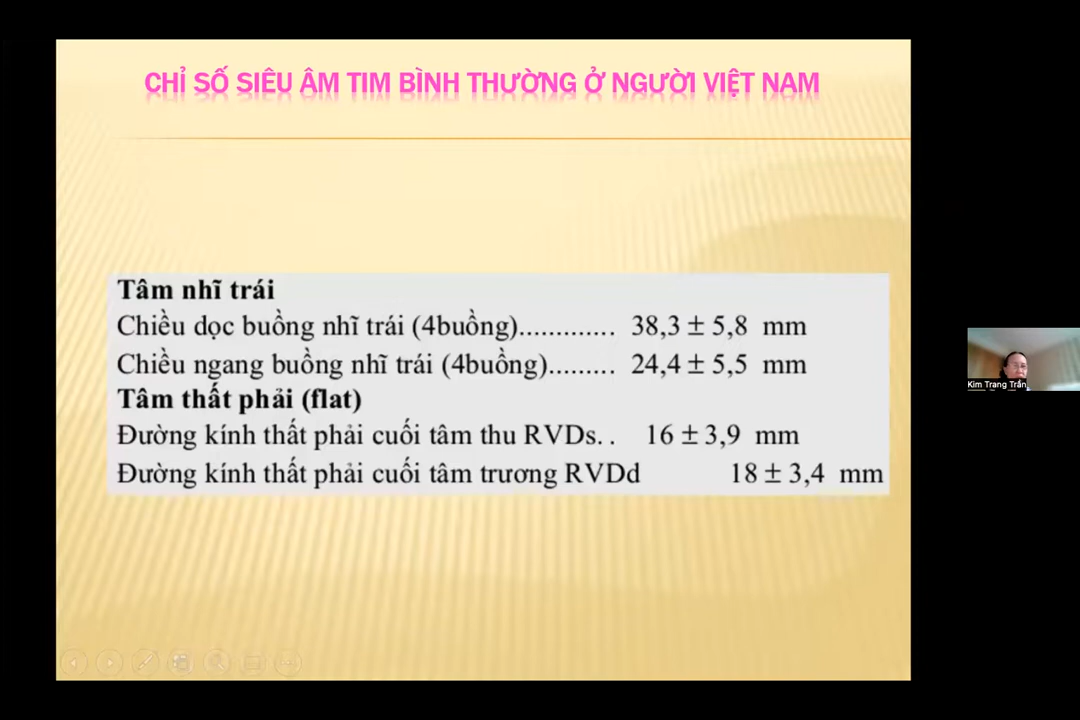 CHỈ SỐ SIÊU ÂM TIM BÌNH THƯỜNG Ở NGƯỜI VIỆT NAM
Tâm nhĩ trái
Chiều dọc buồng nhĩ trái (4buồng)............. 38,3 ± 5,8 mm
Chiều ngang buồng nhĩ trái (4buồng)......... 24,4 ± 5,5 mm
Tâm thất phải (flat)
Đường kính thất phải cuối tâm thu RVDs. . 16 ± 3,9 mm
Đường kính thất phải cuối tâm trương RVDd 18 ± 3,4 mm
Kim Trang Trần